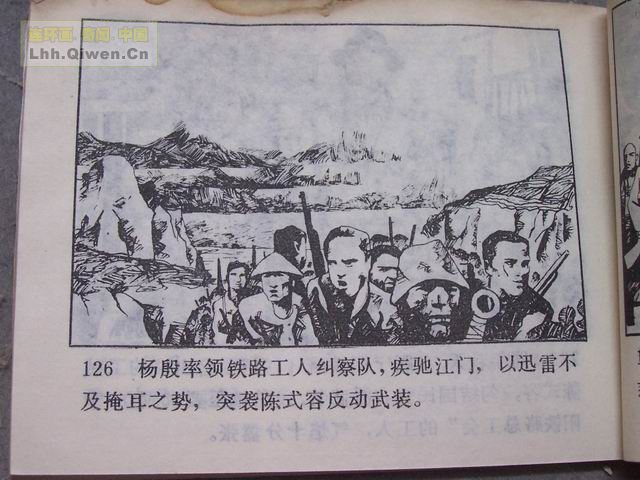 连环画.奇闻.中国
Lhh.Qiwen.Cn
126 杨殷率领铁路工人纠察队,疾驰江门,以迅雷不
及掩耳之势,突袭陈式容反动武装。